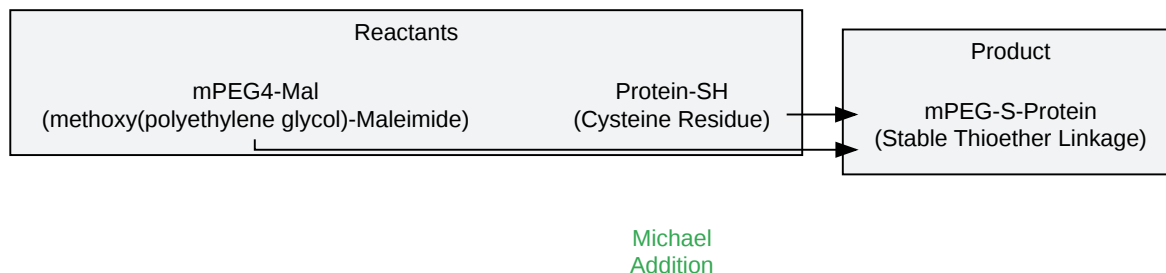 Reactants
mPEG4-Mal
(methoxy(polyethylene glycol)-Maleimide)
Protein-SH
(Cysteine Residue)
Product
mPEG-S-Protein
(Stable Thioether Linkage)
Michael
Addition